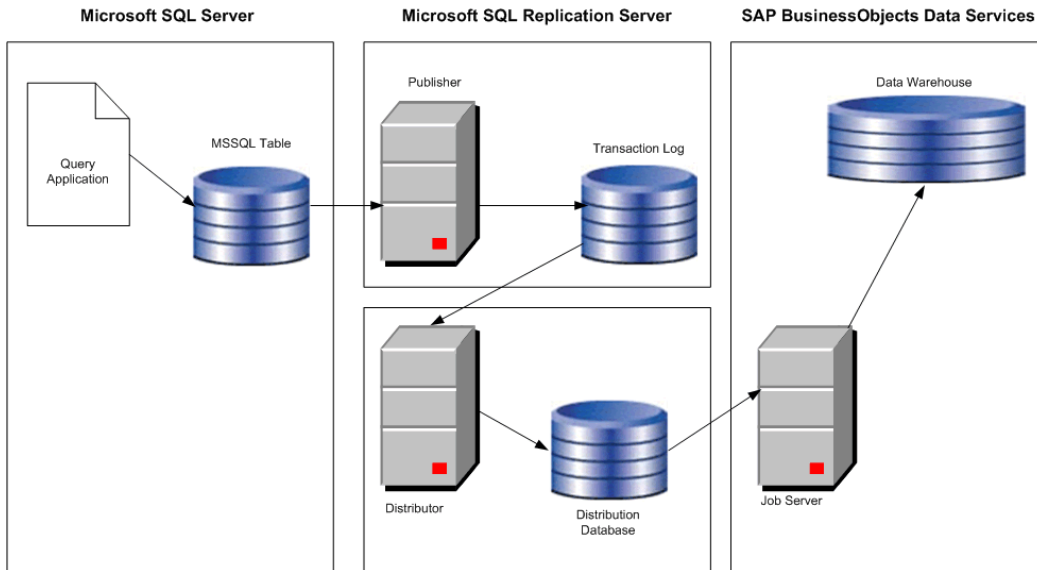 Microsoft SQL Server
Microsoft SQL Replication Server
SAP BusinessObjects Data Services
Query
Application
MSSQL Table
Publisher
Transaction Log
Data Warehouse
Distributor
Distribution
Database
Job Server